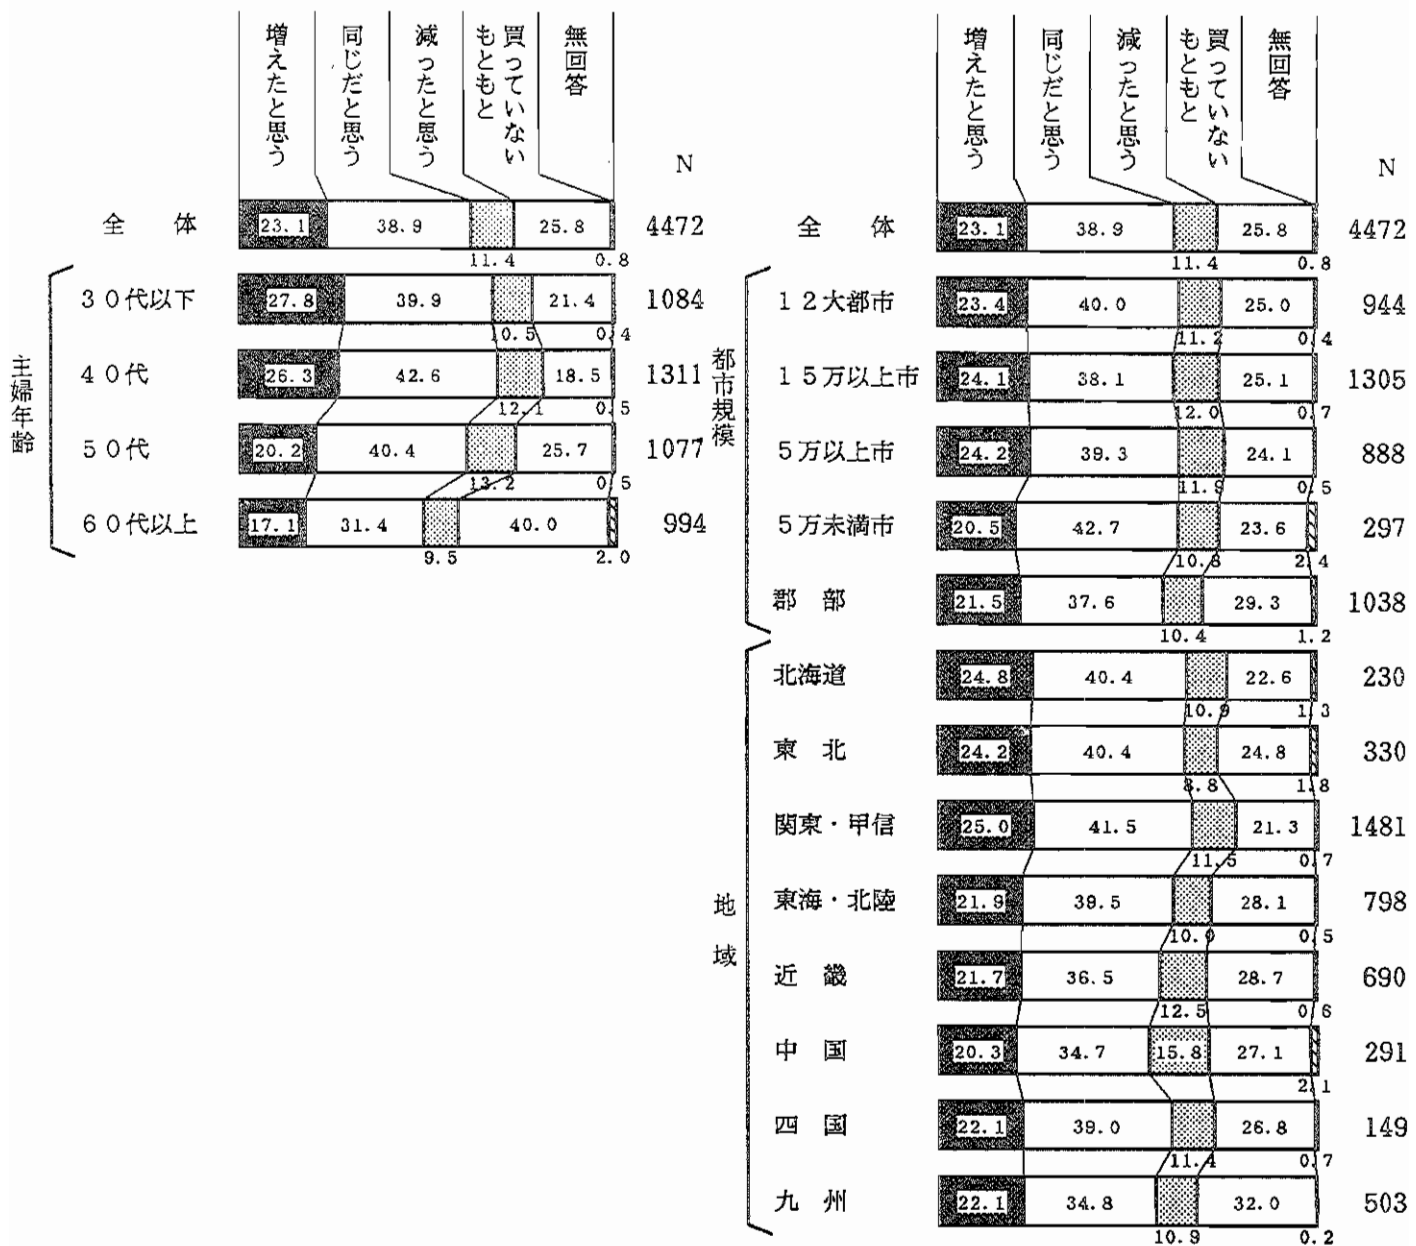 増えたと思う
同じだと思う
減ったと思う
もともと
買っていない
無回答
N
全 体 23.1 38.9 11.4 25.8 0.8 4472
主婦年齢
30代以下 27.8 39.9 10.5 21.4 0.4 1084
40代 26.3 42.6 12.1 18.5 0.5 1311
50代 20.2 40.4 13.2 25.7 0.5 1077
60代以上 17.1 31.4 9.5 40.0 2.0 994
増えたと思う
同じだと思う
減ったと思う
もともと
買っていない
無回答
N
全 体 23.1 38.9 11.4 25.8 0.8 4472
都市規模
12大都市 23.4 40.0 11.2 25.0 0.4 944
15万以上市 24.1 38.1 12.0 25.1 0.7 1305
5万以上市 24.2 39.3 11.9 24.1 0.5 888
5万未満市 20.5 42.7 10.8 23.6 2.4 297
郡 部 21.5 37.6 10.4 29.3 1.2 1038
地域
北海道 24.8 40.4 10.9 22.6 1.3 230
東 北 24.2 40.4 8.8 24.8 1.8 330
関東・甲信 25.0 41.5 11.5 21.3 0.7 1481
東海・北陸 21.9 39.5 10.0 28.1 0.5 798
近 畿 21.7 36.5 12.5 28.7 0.6 690
中 国 20.3 34.7 15.8 27.1 2.1 291
四 国 22.1 39.0 11.4 26.8 0.7 149
九 州 22.1 34.8 10.9 32.0 0.2 503